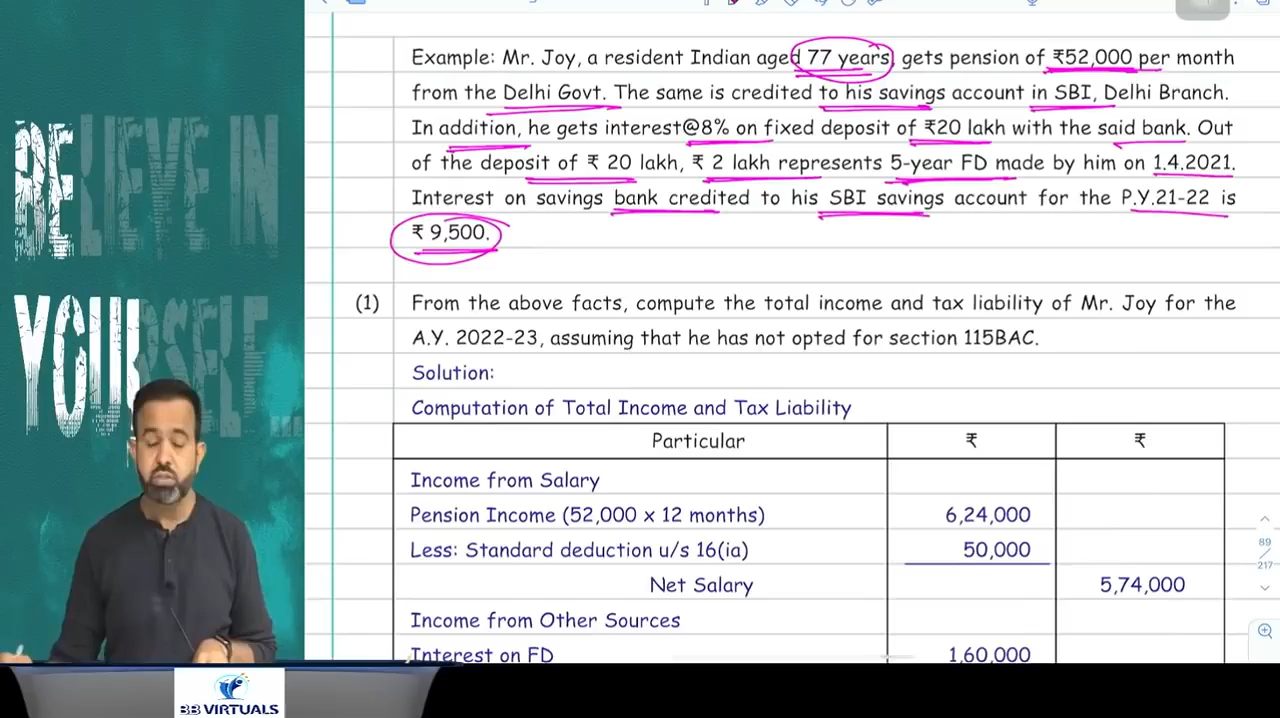 BELIEVE IN
YOURSELF...
Example: Mr. Joy, a resident Indian aged 77 years, gets pension of ₹52,000 per month
from the Delhi Govt. The same is credited to his savings account in SBI, Delhi Branch.
In addition, he gets interest@8% on fixed deposit of ₹20 lakh with the said bank. Out
of the deposit of ₹ 20 lakh, ₹ 2 lakh represents 5-year FD made by him on 1.4.2021.
Interest on savings bank credited to his SBI savings account for the P.Y.21-22 is
₹ 9,500.
(1) From the above facts, compute the total income and tax liability of Mr. Joy for the
A.Y. 2022-23, assuming that he has not opted for section 115BAC.
Solution:
Computation of Total Income and Tax Liability
Particular ₹ ₹
Income from Salary
Pension Income (52,000 x 12 months) 6,24,000
Less: Standard deduction u/s 16(ia) 50,000
Net Salary 5,74,000
Income from Other Sources
Interest on FD 1,60,000
89
217
BB VIRTUALS